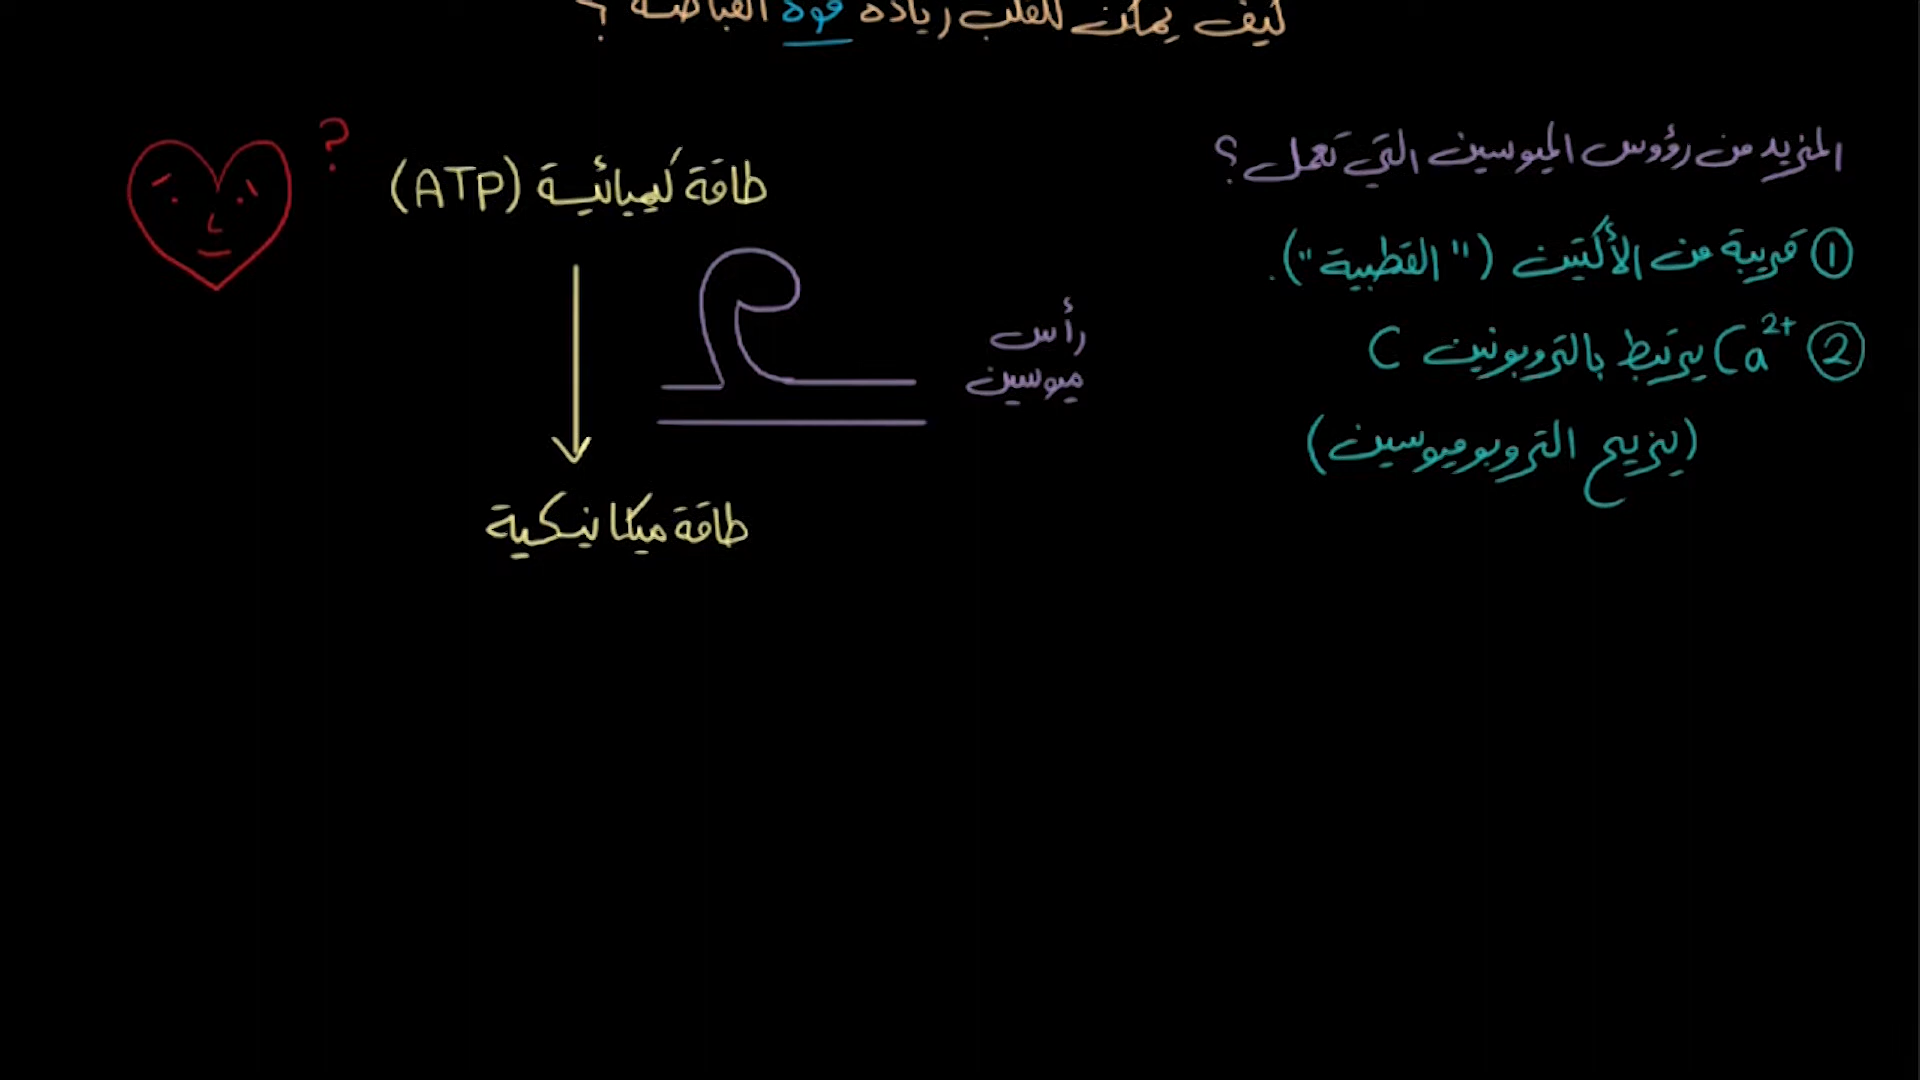 كيف يمكن للقلب زيادة قوة انقباضه ؟
المزيد من رؤوس الميوسين التي تعمل ؟
① قريبة من الأكتين ("القطبية").
② Ca²⁺ يرتبط بالتروبونين C
(يزيح التروبوميوسين)
?
طاقة كيميائية (ATP)
رأس
ميوسين
طاقة ميكانيكية